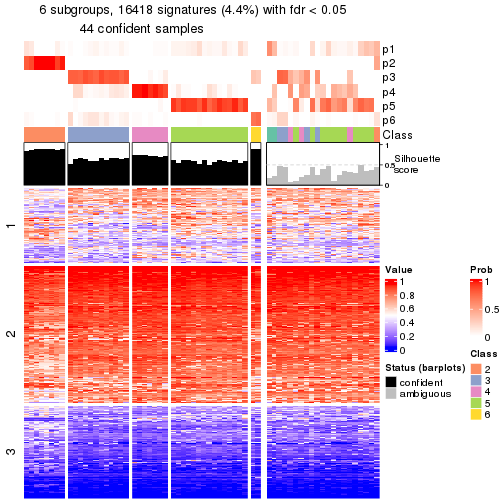 6 subgroups, 16418 signatures (4.4%) with fdr < 0.05
44 confident samples
p1
p2
p3
p4
p5
p6
Class
1
0.5
0
Silhouette
score
1
2
3
Value
1
0.8
0.6
0.4
0.2
0
Status (barplots)
confident
ambiguous
Prob
1
0.5
0
Class
2
3
4
5
6